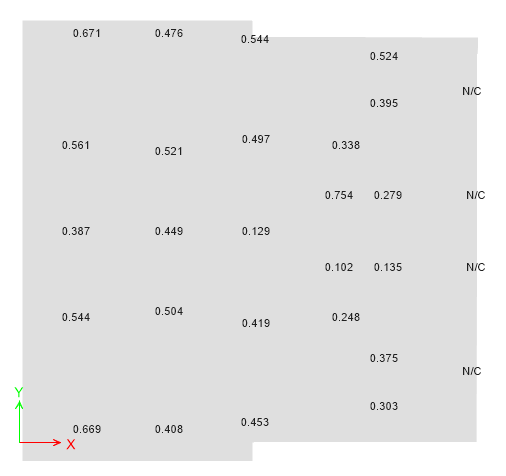 0.671 0.476 0.544
0.524
N/C
0.395
0.561 0.521 0.497 0.338
0.754 0.279 N/C
0.387 0.449 0.129
0.102 0.135 N/C
0.544 0.504 0.419 0.248
0.375
N/C
0.303
Y
0.669 0.408 0.453
X